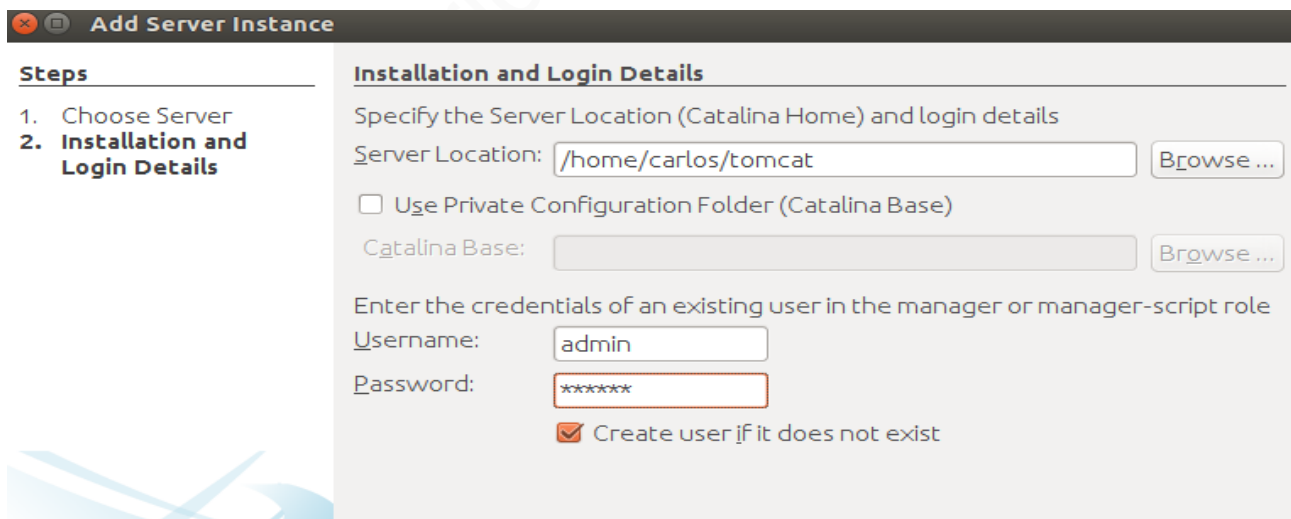 Add Server Instance
Steps
1. Choose Server
2. Installation and
Login Details
Installation and Login Details
Specify the Server Location (Catalina Home) and login details
Server Location: /home/carlos/tomcat Browse ...
Use Private Configuration Folder (Catalina Base)
Catalina Base: Browse ...
Enter the credentials of an existing user in the manager or manager-script role
Username: admin
Password: ******
Create user if it does not exist